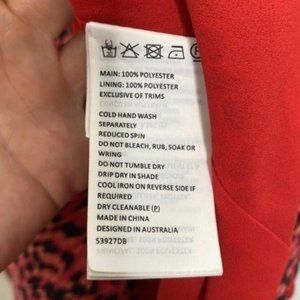 P
MAIN: 100% POLYESTER
LINING: 100% POLYESTER
EXCLUSIVE OF TRIMS
COLD HAND WASH
SEPARATELY
REDUCED SPIN
DO NOT BLEACH, RUB, SOAK OR
WRING
DO NOT TUMBLE DRY
DRIP DRY IN SHADE
COOL IRON ON REVERSE SIDE IF
REQUIRED
DRY CLEANABLE (P)
MADE IN CHINA
DESIGNED IN AUSTRALIA
53927DB